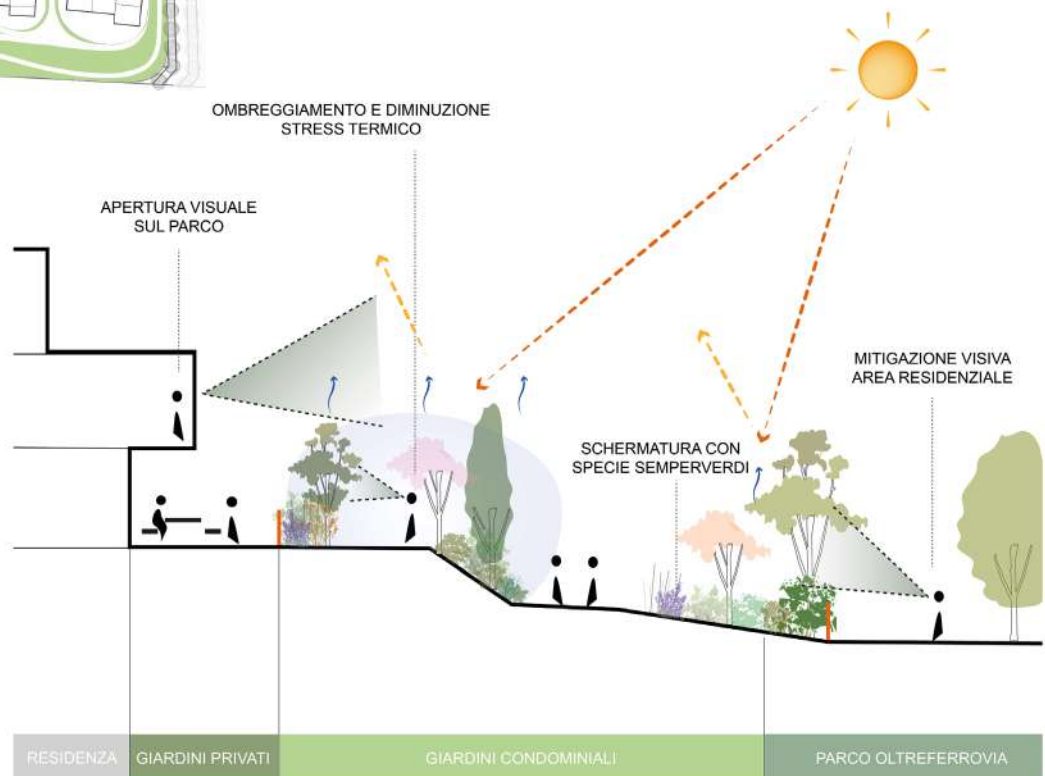 OMBREGGIAMENTO E DIMINUZIONE
STRESS TERMICO
APERTURA VISUALE
SUL PARCO
MITIGAZIONE VISIVA
AREA RESIDENZIALE
SCHERMATURA CON
SPECIE SEMPERVERDI
RESIDENZA
GIARDINI PRIVATI
GIARDINI CONDOMINIALI
PARCO OLTREFERROVIA